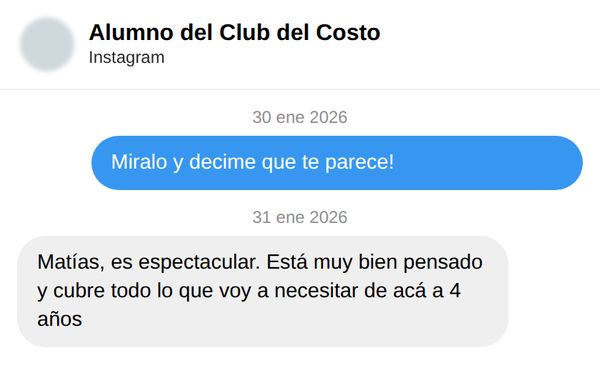 Alumno del Club del Costo
Instagram
30 ene 2026
Miralo y decime que te parece!
31 ene 2026
Matías, es espectacular. Está muy bien pensado
y cubre todo lo que voy a necesitar de acá a 4
años